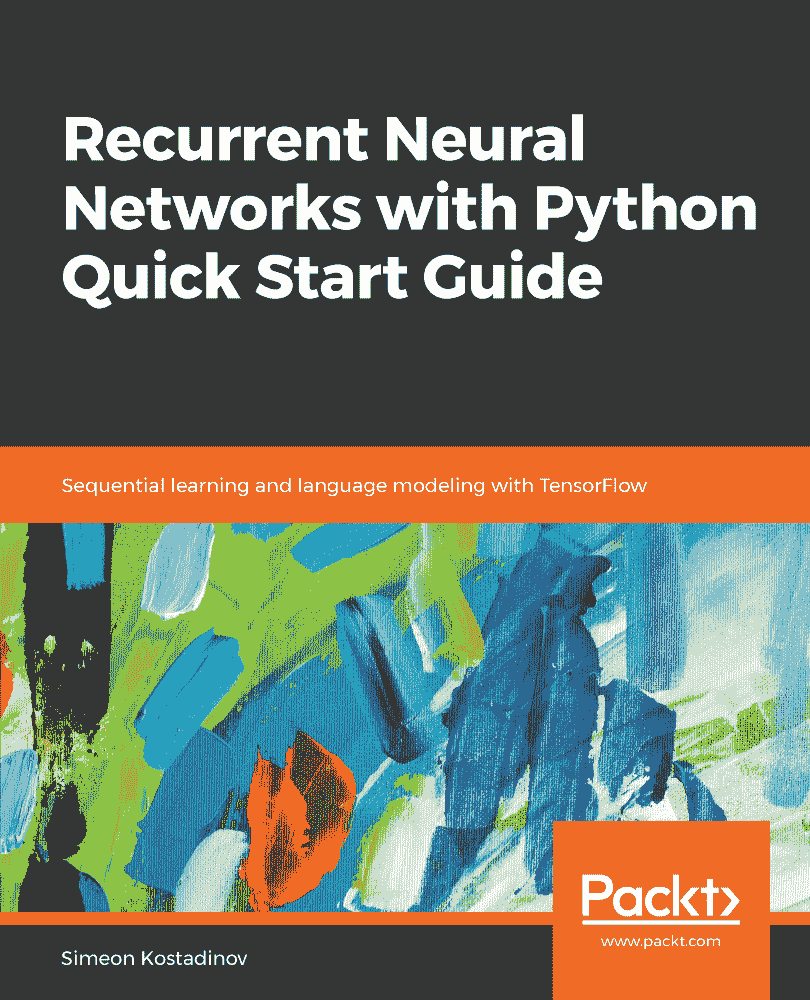 Recurrent Neural
Networks with Python
Quick Start Guide
Sequential learning and language modeling with TensorFlow
Packt>
www.packt.com
Simeon Kostadinov